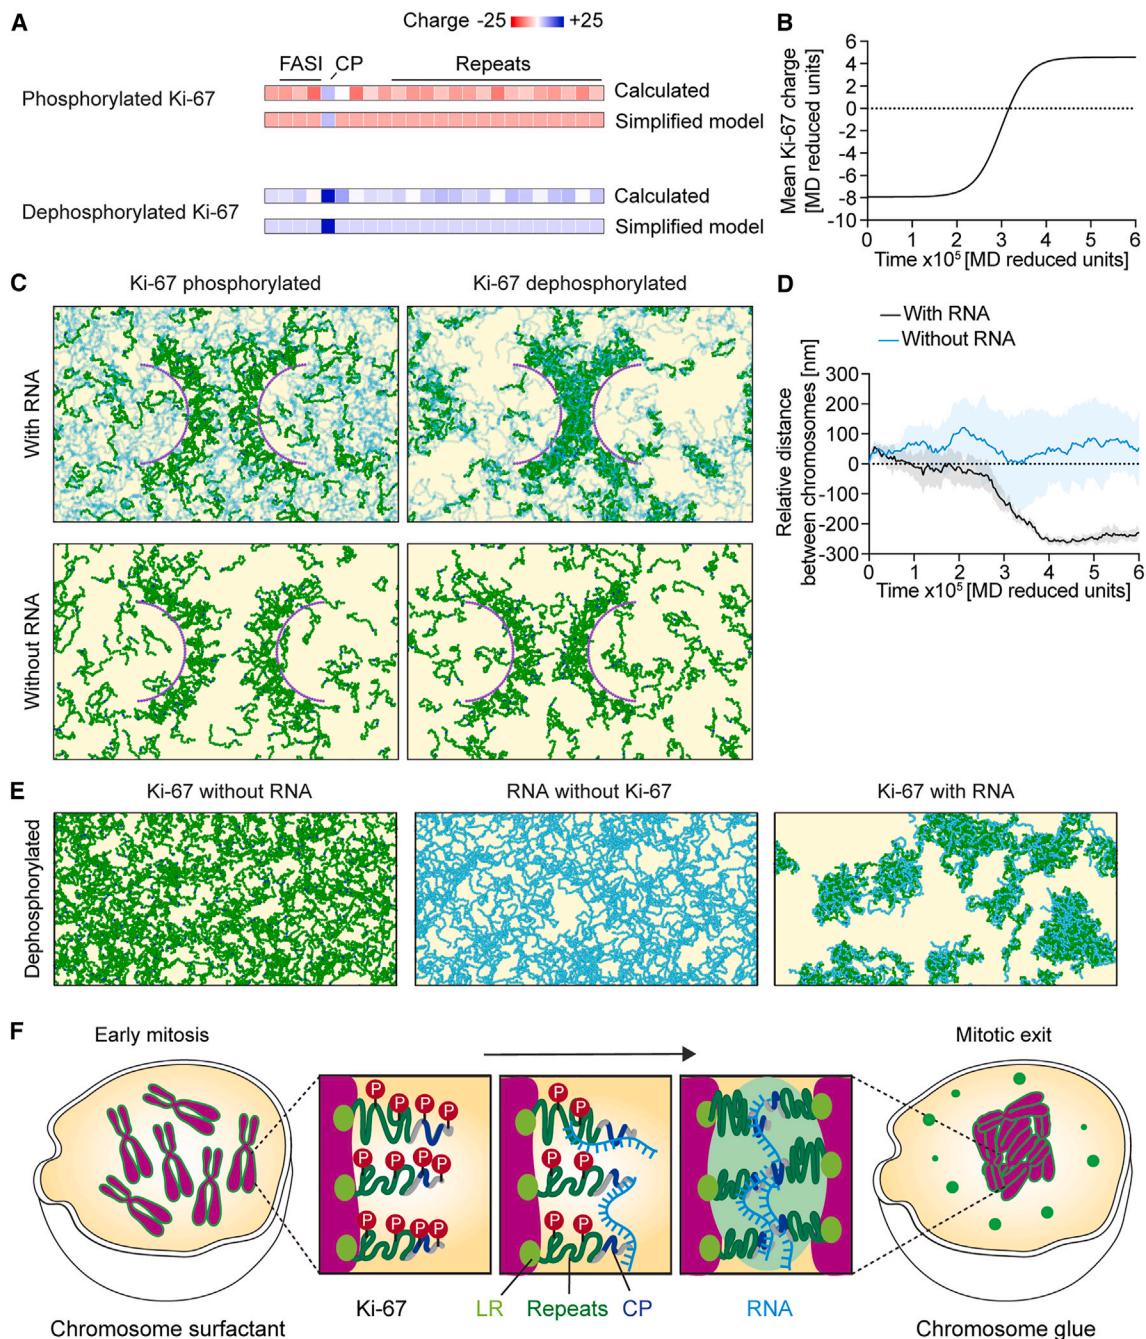 A
Charge -25 +25
FASI CP Repeats
Phosphorylated Ki-67
Calculated
Simplified model
Dephosphorylated Ki-67
Calculated
Simplified model
B
Mean Ki-67 charge
[MD reduced units]
6
4
2
0
-2
-4
-6
-8
-10
0 1 2 3 4 5 6
Time x10⁵ [MD reduced units]
C
Ki-67 phosphorylated Ki-67 dephosphorylated
With RNA
Without RNA
D
With RNA
Without RNA
Relative distance
between chromosomes [nm]
300
200
100
0
-100
-200
-300
0 1 2 3 4 5 6
Time x10⁵ [MD reduced units]
E
Ki-67 without RNA RNA without Ki-67 Ki-67 with RNA
Dephosphorylated
F
Early mitosis Mitotic exit
P P P P P P
P P P P
P P P P P P
Ki-67 LR Repeats CP RNA
Chromosome surfactant Chromosome glue